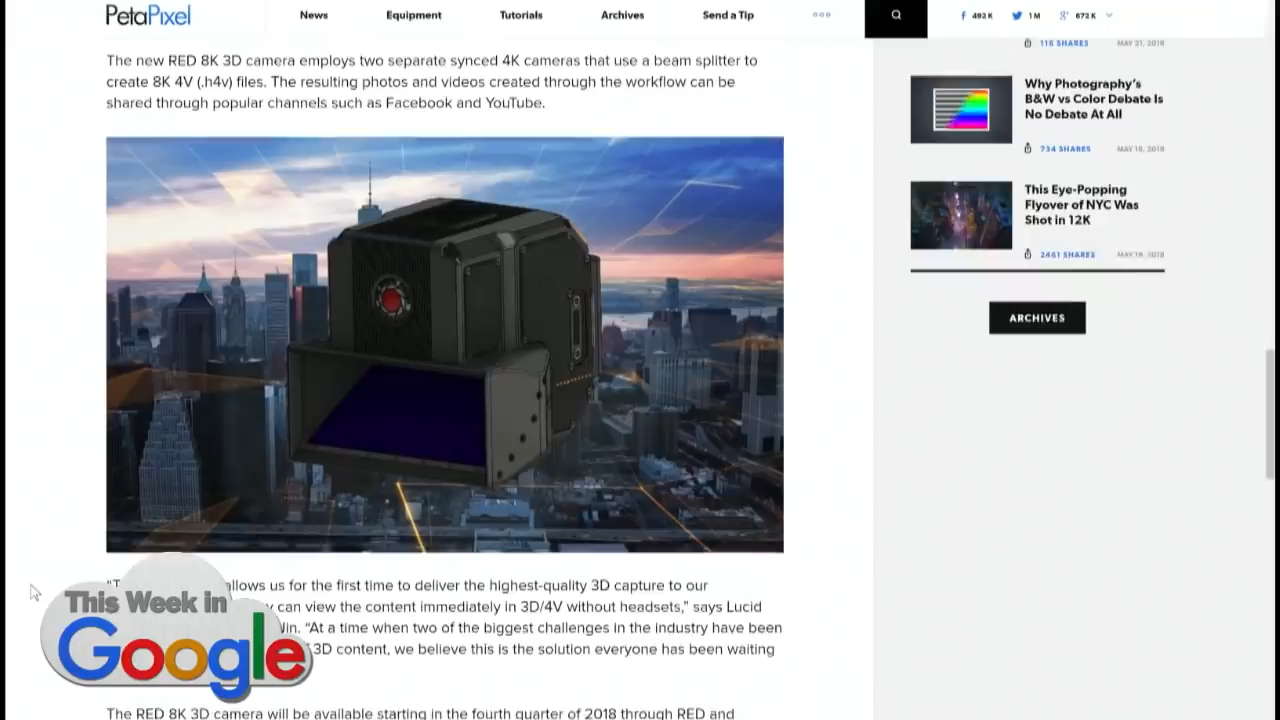 PetaPixel
News
Equipment
Tutorials
Archives
Send a Tip
492 K
1 M
672 K
The new RED 8K 3D camera employs two separate synced 4K cameras that use a beam splitter to
create 8K 4V (.h4v) files. The resulting photos and videos created through the workflow can be
shared through popular channels such as Facebook and YouTube.
allows us for the first time to deliver the highest-quality 3D capture to our
can view the content immediately in 3D/4V without headsets,” says Lucid
“At a time when two of the biggest challenges in the industry have been
3D content, we believe this is the solution everyone has been waiting
The RED 8K 3D camera will be available starting in the fourth quarter of 2018 through RED and
116 SHARES
MAY 21, 2018
Why Photography’s
B&W vs Color Debate Is
No Debate At All
734 SHARES
MAY 18, 2018
This Eye-Popping
Flyover of NYC Was
Shot in 12K
2461 SHARES
MAY 19, 2018
ARCHIVES
This Week in
Google